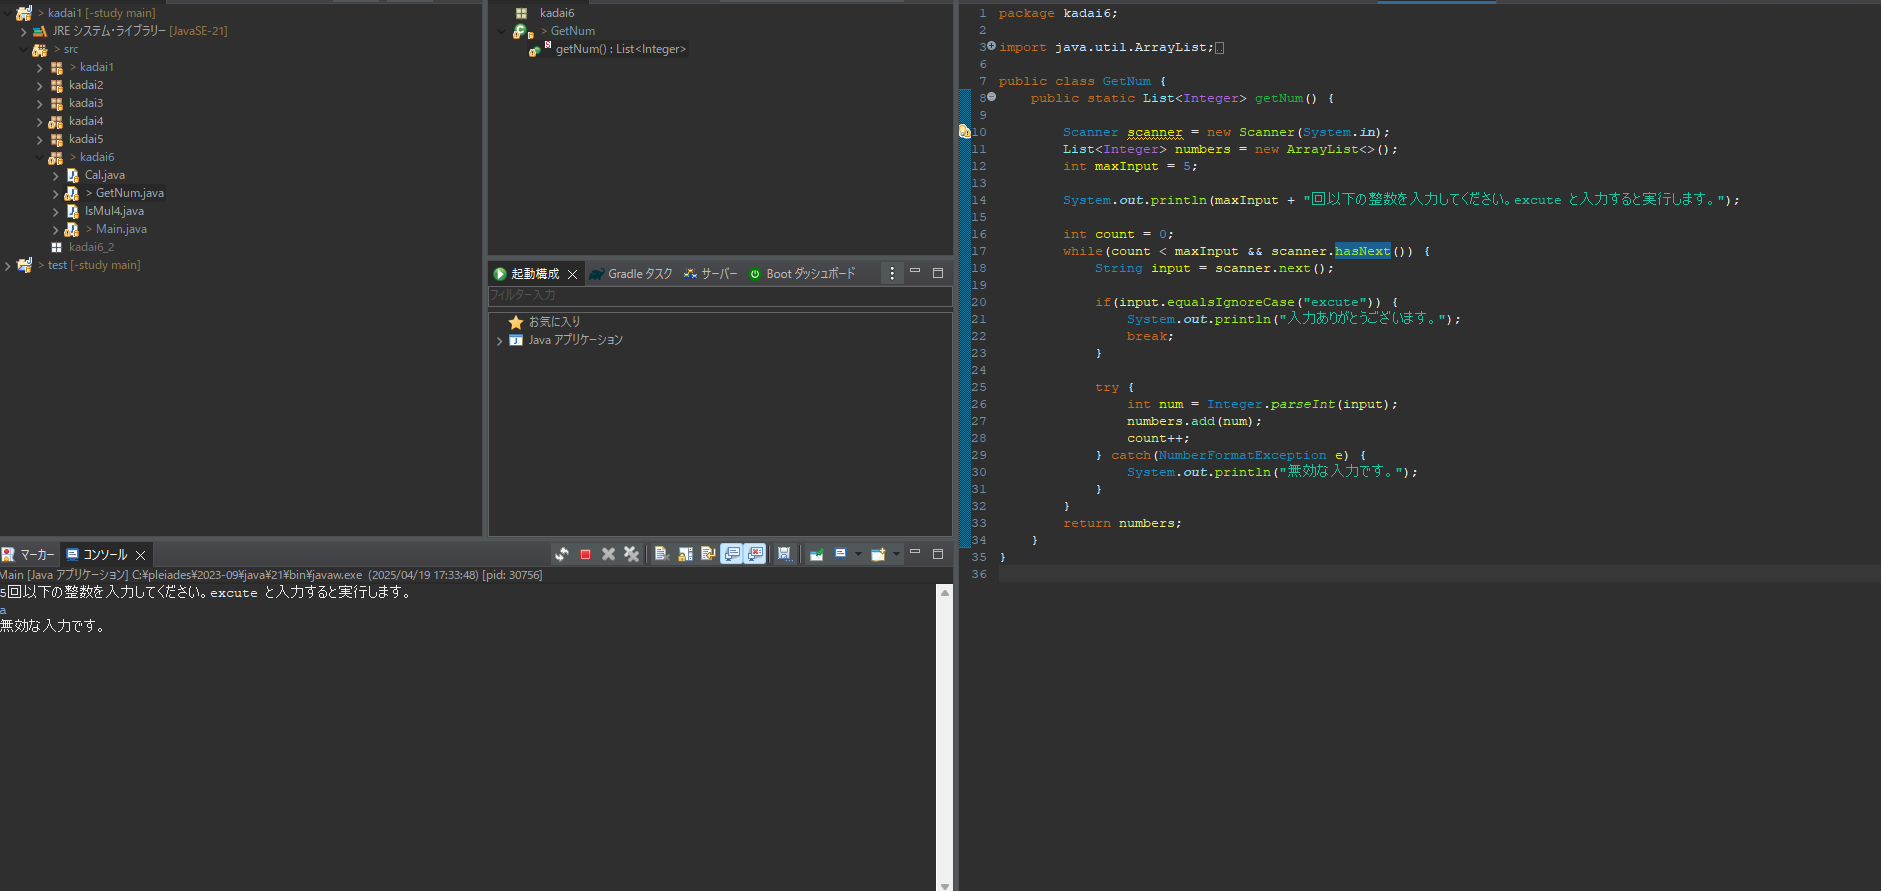 > kadai1 [-study main]
JRE システム・ライブラリー [JavaSE-21]
> src
> kadai1
kadai2
kadai3
kadai4
kadai5
> kadai6
Cal.java
> GetNum.java
IsMul4.java
> Main.java
kadai6_2
> test [-study main]
kadai6
> GetNum
getNum() : List<Integer>
起動構成
Gradle タスク
サーバー
Boot ダッシュボード
フィルター入力
お気に入り
Java アプリケーション
1 package kadai6;
2
3 import java.util.ArrayList;
6
7 public class GetNum {
8 public static List<Integer> getNum() {
9
10 Scanner scanner = new Scanner(System.in);
11 List<Integer> numbers = new ArrayList<>();
12 int maxInput = 5;
13
14 System.out.println(maxInput + "回以下の整数を入力してください。excute と入力すると実行します。");
15
16 int count = 0;
17 while(count < maxInput && scanner.hasNext()) {
18 String input = scanner.next();
19
20 if(input.equalsIgnoreCase("excute")) {
21 System.out.println("入力ありがとうございます。");
22 break;
23 }
24
25 try {
26 int num = Integer.parseInt(input);
27 numbers.add(num);
28 count++;
29 } catch(NumberFormatException e) {
30 System.out.println("無効な入力です。");
31 }
32 }
33 return numbers;
34 }
35 }
36
マーカー
コンソール
Main [Java アプリケーション] C:¥pleiades¥2023-09¥java¥21¥bin¥javaw.exe (2025/04/19 17:33:48) [pid: 30756]
5回以下の整数を入力してください。excute と入力すると実行します。
a
無効な入力です。